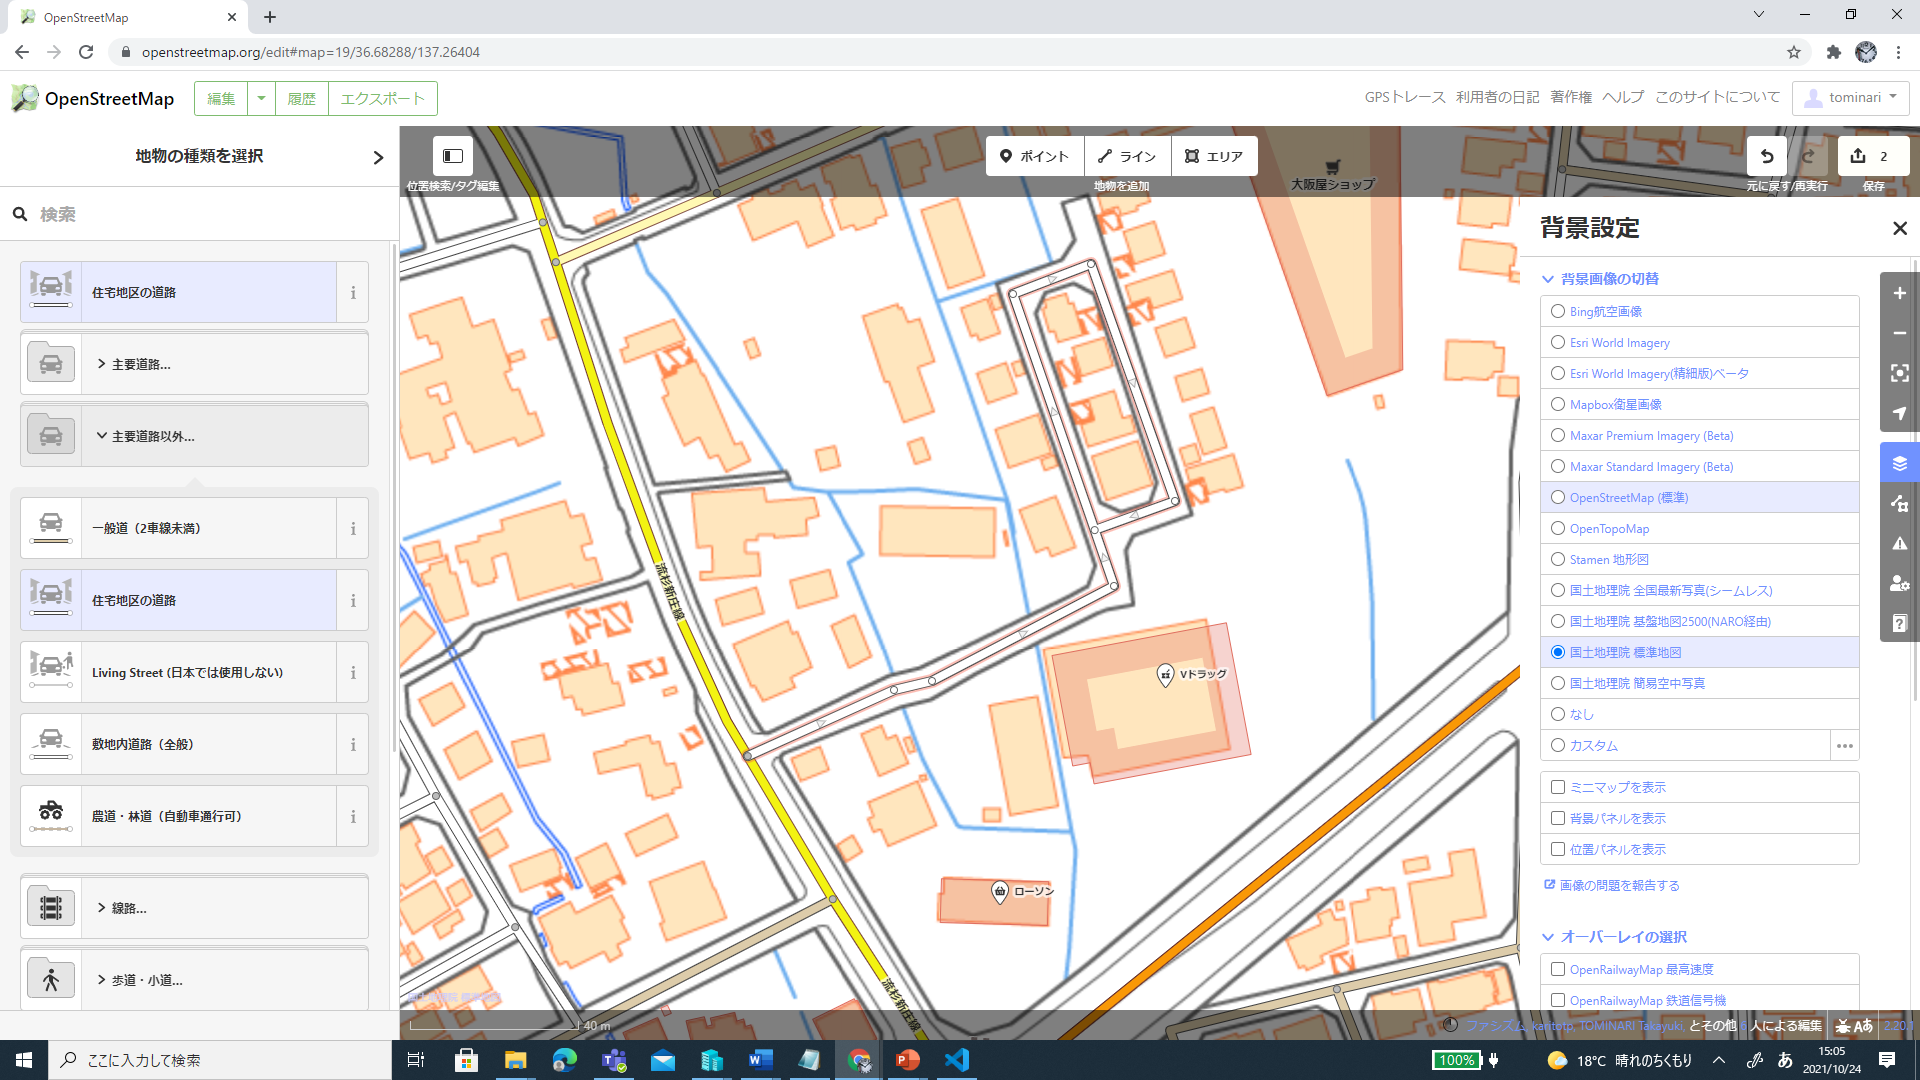 OpenStreetMap
openstreetmap.org/edit#map=19/36.68288/137.26404
OpenStreetMap
編集
履歴
エクスポート
GPSトレース
利用者の日記
著作権
ヘルプ
このサイトについて
tominari
地物の種類を選択
検索
住宅地区の道路
主要道路...
主要道路以外...
一般道（2車線未満）
住宅地区の道路
Living Street (日本では使用しない)
敷地内道路（全般）
農道・林道（自動車通行可）
線路...
歩道・小道...
位置検索/タグ編集
ポイント
ライン
エリア
地物を追加
大阪屋ショップ
2
元に戻す/再実行
保存
流杉新庄線
Vドラッグ
ローソン
流杉新庄線
40 m
背景設定
背景画像の切替
Bing航空画像
Esri World Imagery
Esri World Imagery(精細版)ベータ
Mapbox衛星画像
Maxar Premium Imagery (Beta)
Maxar Standard Imagery (Beta)
OpenStreetMap (標準)
OpenTopoMap
Stamen 地形図
国土地理院 全国最新写真(シームレス)
国土地理院 基盤地図2500(NARO経由)
国土地理院 標準地図
国土地理院 簡易空中写真
なし
カスタム
ミニマップを表示
背景パネルを表示
位置パネルを表示
画像の問題を報告する
オーバーレイの選択
OpenRailwayMap 最高速度
OpenRailwayMap 鉄道信号機
ファシズム, karitotp, TOMINARI Takayuki, とその他 6 人による編集
2.20.1
ここに入力して検索
100%
18°C 晴れのちくもり
あ
15:05
2021/10/24